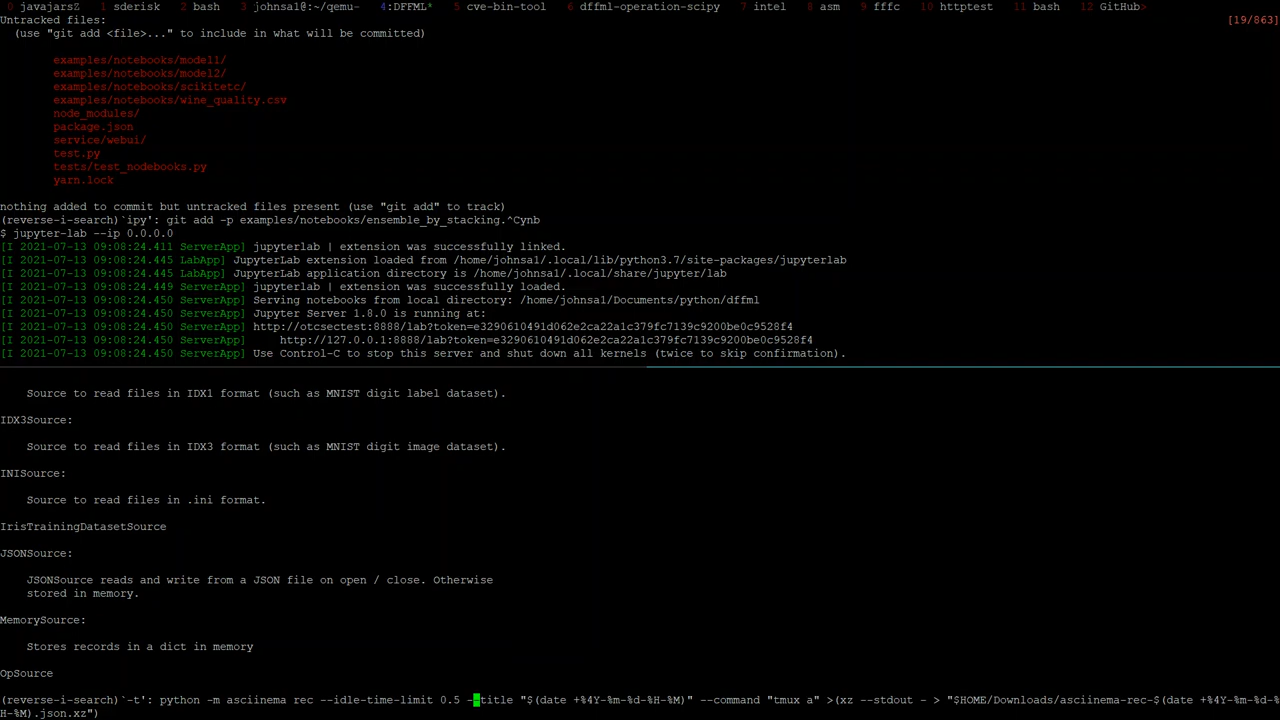 0 javajarsZ 1 sderisk 2 bash 3 johnsa1@:~/qemu- 4:DFFML* 5 cve-bin-tool 6 dffml-operation-scipy 7 intel 8 asm 9 fffc 10 httptest 11 bash 12 GitHub>
Untracked files: [19/863]
(use "git add <file>..." to include in what will be committed)
examples/notebooks/model1/
examples/notebooks/model2/
examples/notebooks/scikitetc/
examples/notebooks/wine_quality.csv
node_modules/
package.json
service/webui/
test.py
tests/test_nodebooks.py
yarn.lock
nothing added to commit but untracked files present (use "git add" to track)
(reverse-i-search)`ipy': git add -p examples/notebooks/ensemble_by_stacking.^Cynb
$ jupyter-lab --ip 0.0.0.0
[I 2021-07-13 09:08:24.411 ServerApp] jupyterlab | extension was successfully linked.
[I 2021-07-13 09:08:24.445 LabApp] JupyterLab extension loaded from /home/johnsa1/.local/lib/python3.7/site-packages/jupyterlab
[I 2021-07-13 09:08:24.445 LabApp] JupyterLab application directory is /home/johnsa1/.local/share/jupyter/lab
[I 2021-07-13 09:08:24.449 ServerApp] jupyterlab | extension was successfully loaded.
[I 2021-07-13 09:08:24.450 ServerApp] Serving notebooks from local directory: /home/johnsa1/Documents/python/dffml
[I 2021-07-13 09:08:24.450 ServerApp] Jupyter Server 1.8.0 is running at:
[I 2021-07-13 09:08:24.450 ServerApp] http://otcsectest:8888/lab?token=e3290610491d062e2ca22a1c379fc7139c9200be0c9528f4
[I 2021-07-13 09:08:24.450 ServerApp] http://127.0.0.1:8888/lab?token=e3290610491d062e2ca22a1c379fc7139c9200be0c9528f4
[I 2021-07-13 09:08:24.450 ServerApp] Use Control-C to stop this server and shut down all kernels (twice to skip confirmation).
Source to read files in IDX1 format (such as MNIST digit label dataset).
IDX3Source:
Source to read files in IDX3 format (such as MNIST digit image dataset).
INISource:
Source to read files in .ini format.
IrisTrainingDatasetSource
JSONSource:
JSONSource reads and write from a JSON file on open / close. Otherwise
stored in memory.
MemorySource:
Stores records in a dict in memory
OpSource
(reverse-i-search)`-t': python -m asciinema rec --idle-time-limit 0.5 --title "$(date +%4Y-%m-%d-%H-%M)" --command "tmux a" >(xz --stdout - > "$HOME/Downloads/asciinema-rec-$(date +%4Y-%m-%d-%
H-%M).json.xz")